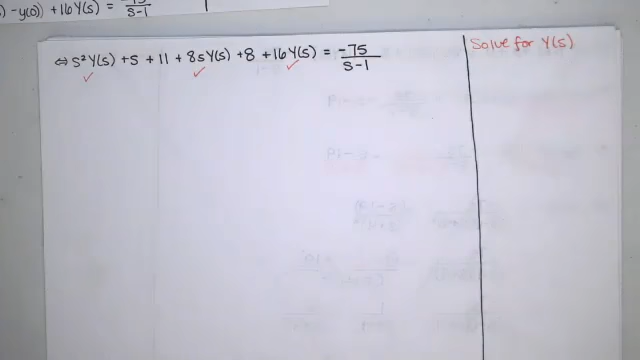 ) - y(0)) + 16Y(s) = -75/(s-1)
⇔ s²Y(s) + s + 11 + 8sY(s) + 8 + 16Y(s) = -75/(s-1)
Solve for Y(s)